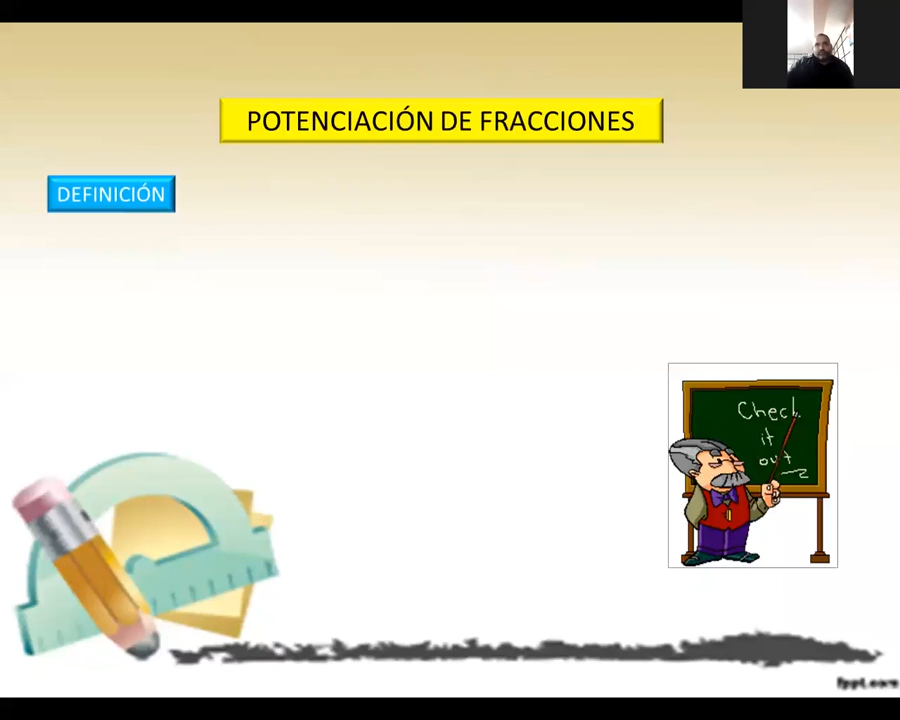 POTENCIACIÓN DE FRACCIONES
DEFINICIÓN
Check
it
out
fppt.com